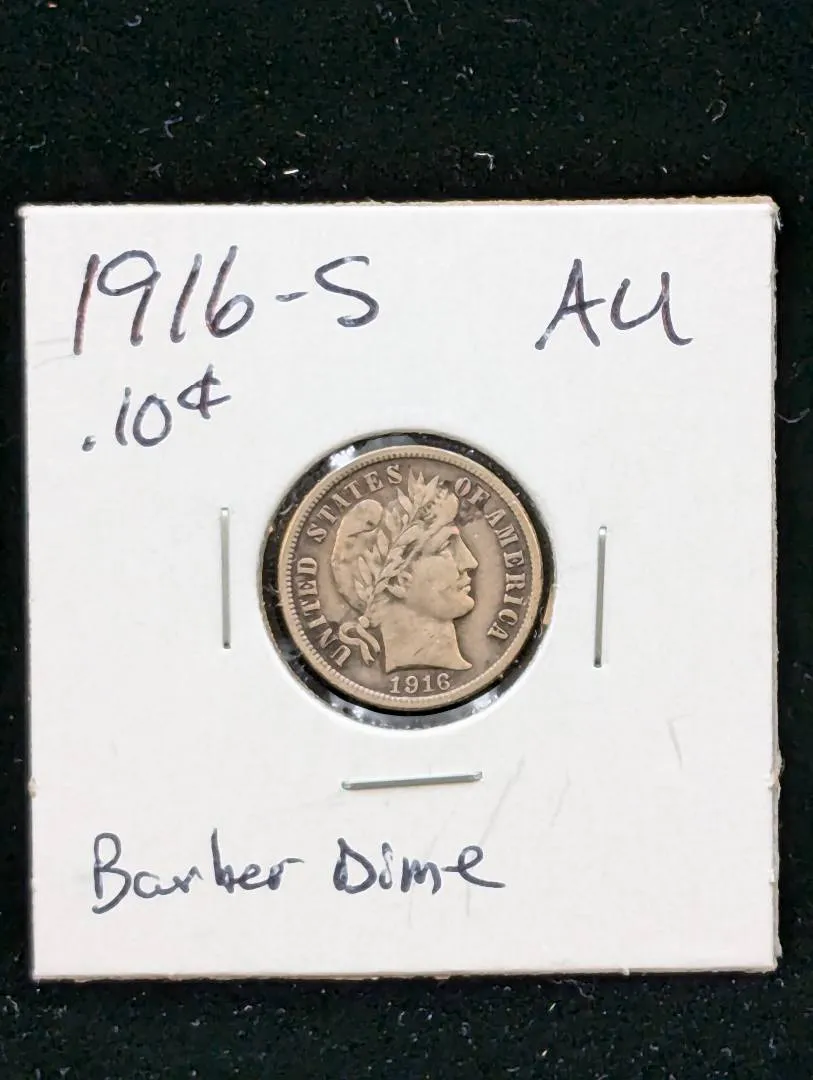 1916-S AU
.10¢
UNITED STATES OF AMERICA
1916
Barber Dime